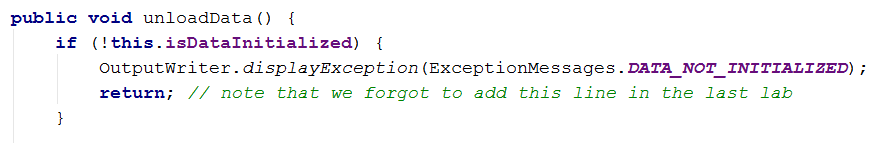 public void unloadData() {
if (!this.isDataInitialized) {
OutputWriter.displayException(ExceptionMessages.DATA_NOT_INITIALIZED);
return; // note that we forgot to add this line in the last lab
}